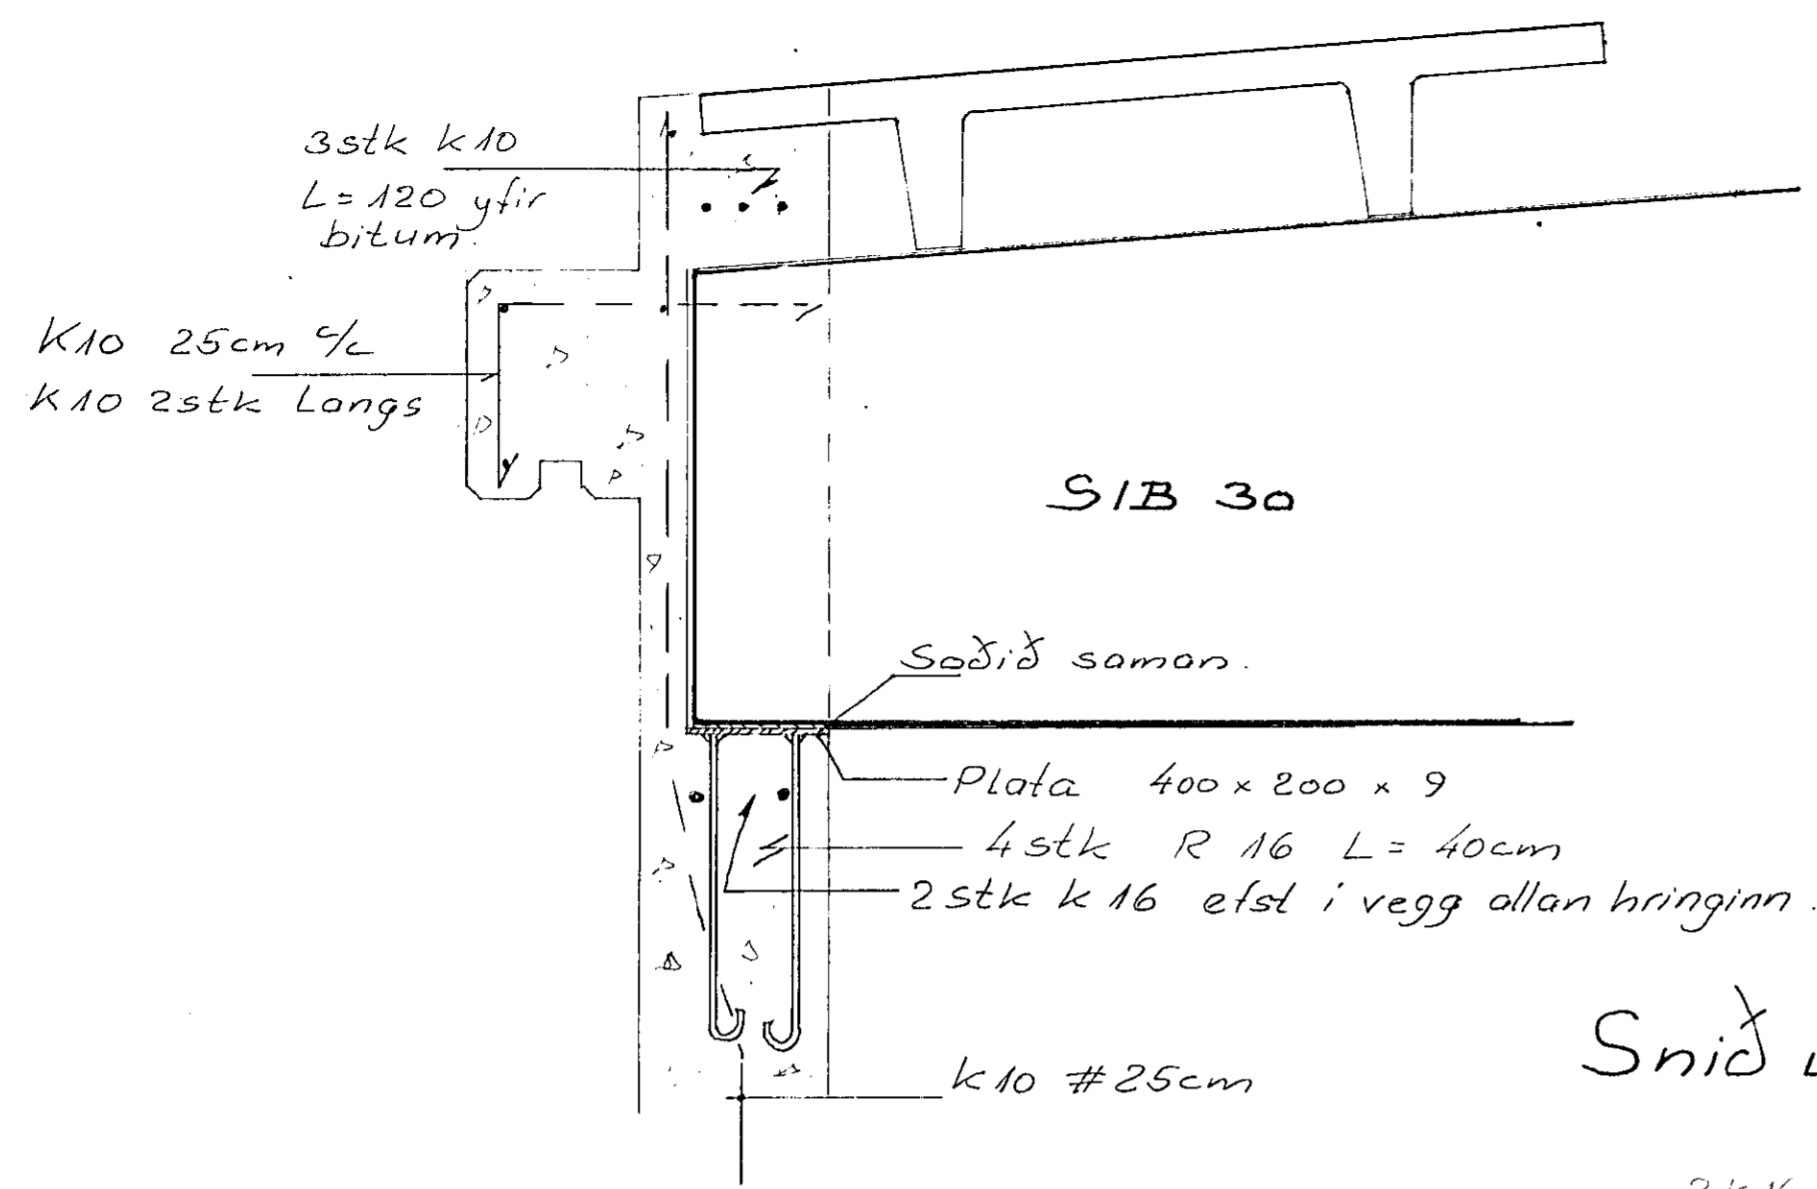 3stk K10
L=120 yfir
bitum.
K10 25cm c/c
K10 2stk Langs
SIB 30
Soðið saman.
Plata 400 x 200 x 9
4stk R 16 L= 40cm
2stk K16 efst i vegg allan hringinn.
K10 #25cm
Snið